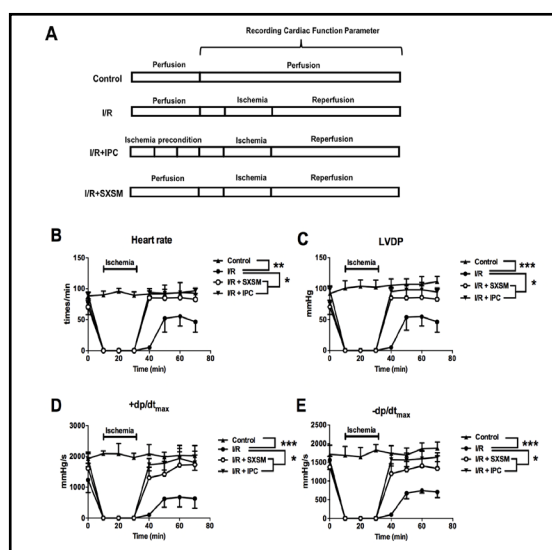 A
Recording Cardiac Function Parameter
Perfusion Perfusion
Control
Perfusion Ischemia Reperfusion
I/R
Ischemia precondition Ischemia Reperfusion
I/R+IPC
Perfusion Ischemia Reperfusion
I/R+SXSM
B Heart rate
Ischemia
times/min
150
100
50
0
0 20 40 60 80
Time (min)
Control
I/R
I/R + SXSM
I/R + IPC
**
*
C LVDP
Ischemia
mmHg
150
100
50
0
0 20 40 60 80
Time (min)
Control
I/R
I/R + SXSM
I/R + IPC
***
*
D +dp/dtmax
Ischemia
mmHg/s
3000
2000
1000
0
0 20 40 60 80
Time (min)
Control
I/R
I/R + SXSM
I/R + IPC
***
*
E -dp/dtmax
Ischemia
mmHg/s
2500
2000
1500
1000
500
0
0 20 40 60 80
Time (min)
Control
I/R
I/R + SXSM
I/R + IPC
***
*